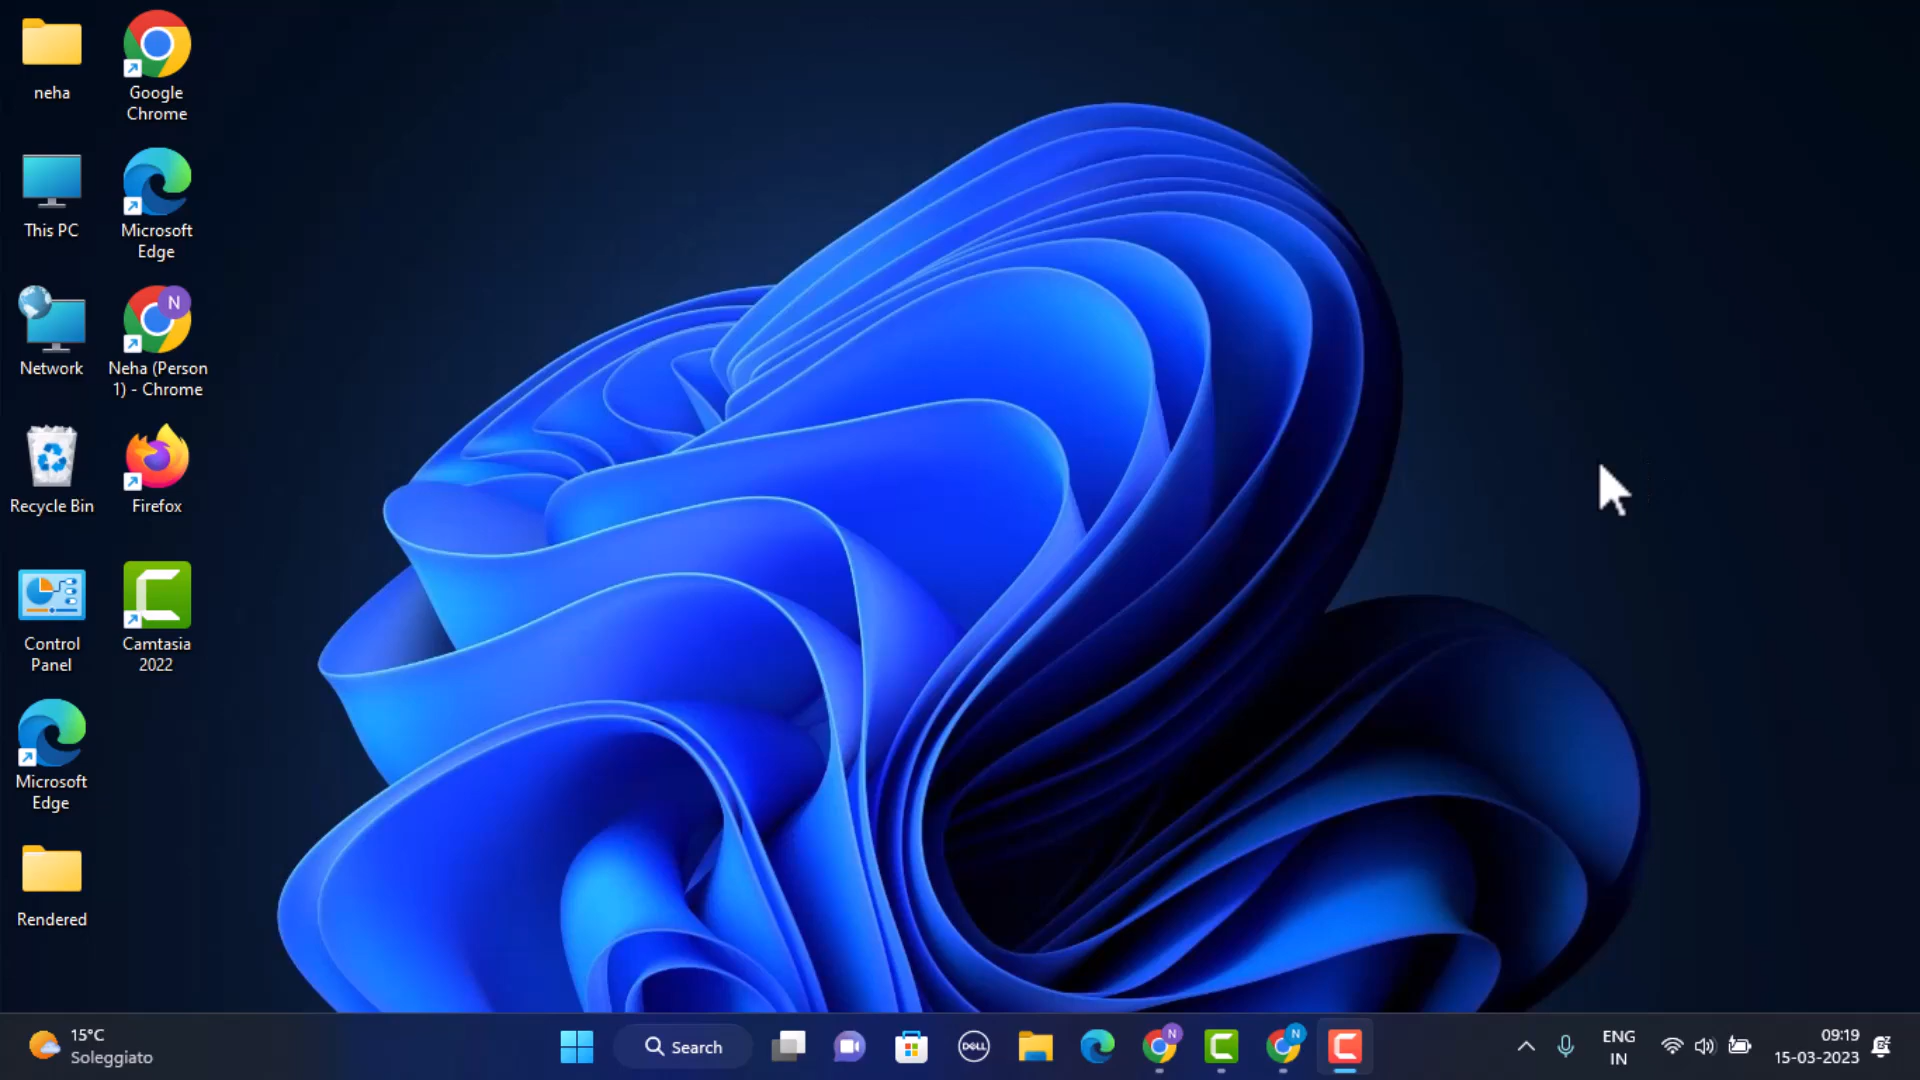 neha
Google
Chrome
This PC
Microsoft
Edge
Network
N
Neha (Person
1) - Chrome
Recycle Bin
Firefox
Control
Panel
Camtasia
2022
Microsoft
Edge
Rendered
15°C
Soleggiato
Search
DELL
N
N
ENG
IN
09:19
15-03-2023